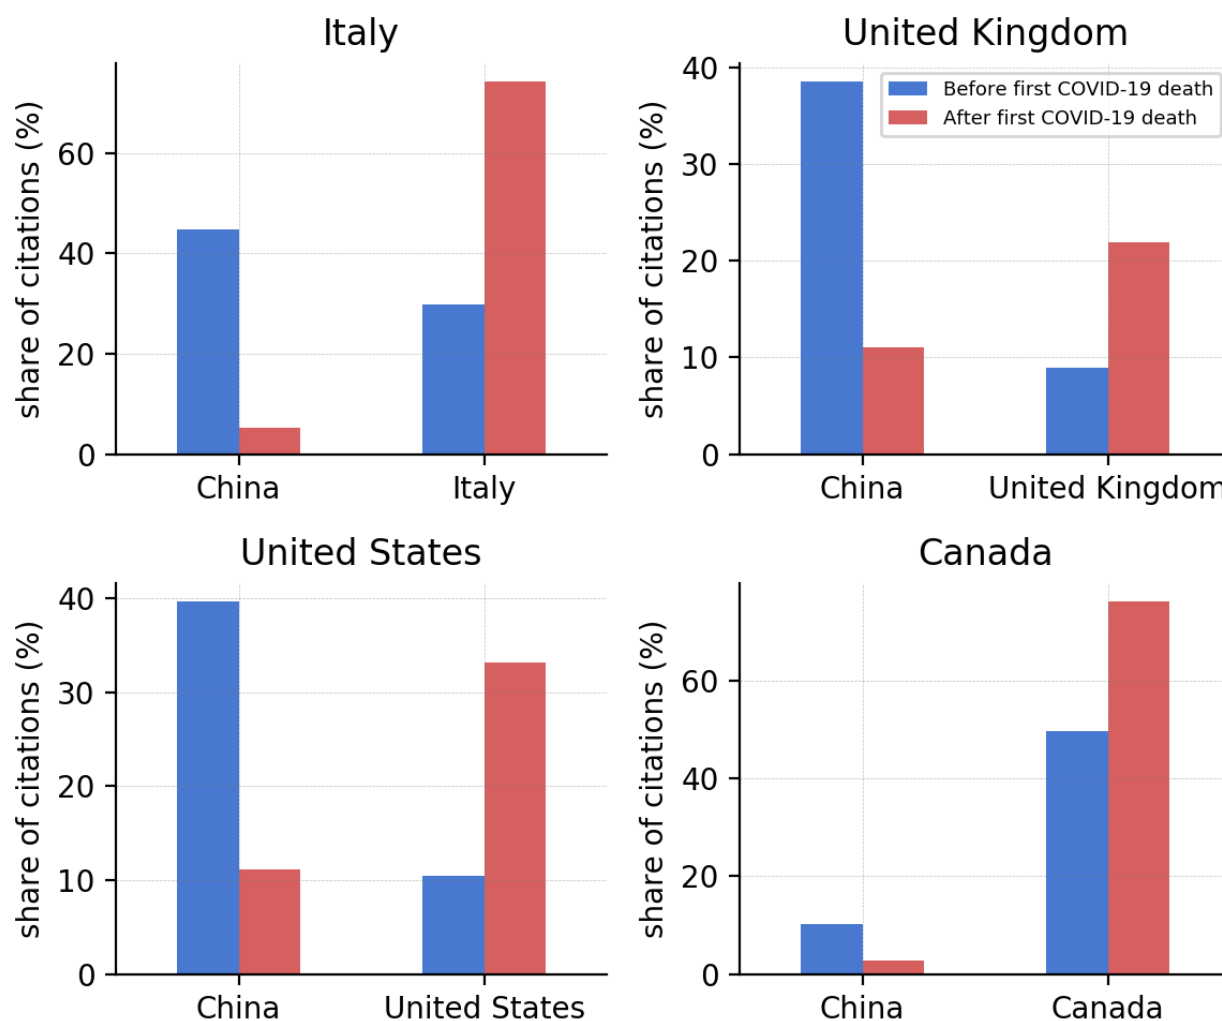 Italy
share of citations (%)
60
40
20
0
China
Italy
United Kingdom
share of citations (%)
40
30
20
10
0
Before first COVID-19 death
After first COVID-19 death
China
United Kingdom
United States
share of citations (%)
40
30
20
10
0
China
United States
Canada
share of citations (%)
60
40
20
0
China
Canada